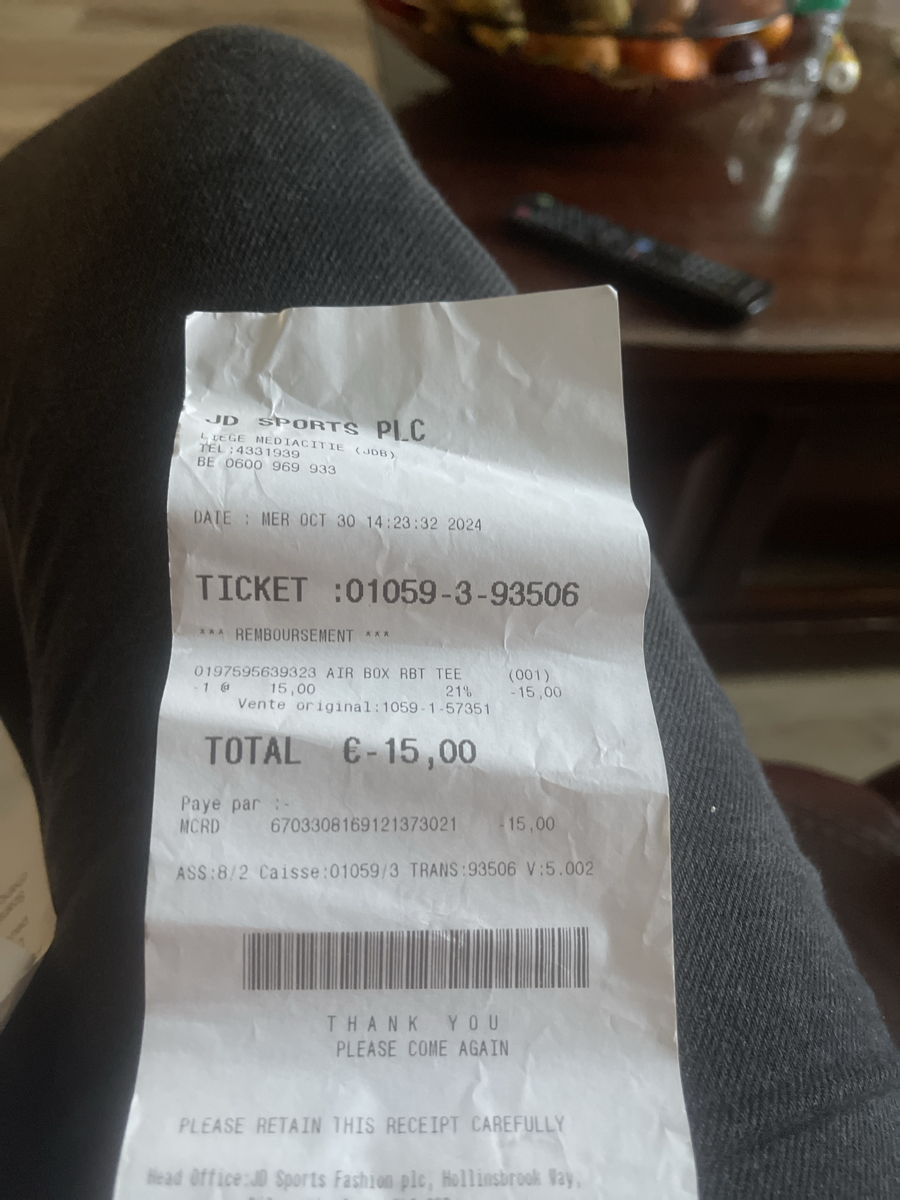 JD SPORTS PLC
LIEGE MEDIACITIE (JDB)
TEL:4331939
BE 0600 969 933
DATE : MER OCT 30 14:23:32 2024
TICKET :01059-3-93506
*** REMBOURSEMENT ***
0197595639323 AIR BOX RBT TEE (001)
-1 @ 15,00 21% -15,00
Vente original:1059-1-57351
TOTAL €-15,00
Paye par :-
MCRD 6703308169121373021 -15,00
ASS:8/2 Caisse:01059/3 TRANS:93506 V:5.002
THANK YOU
PLEASE COME AGAIN
PLEASE RETAIN THIS RECEIPT CAREFULLY
Head Office:JD Sports Fashion plc, Hollinsbrook Way,